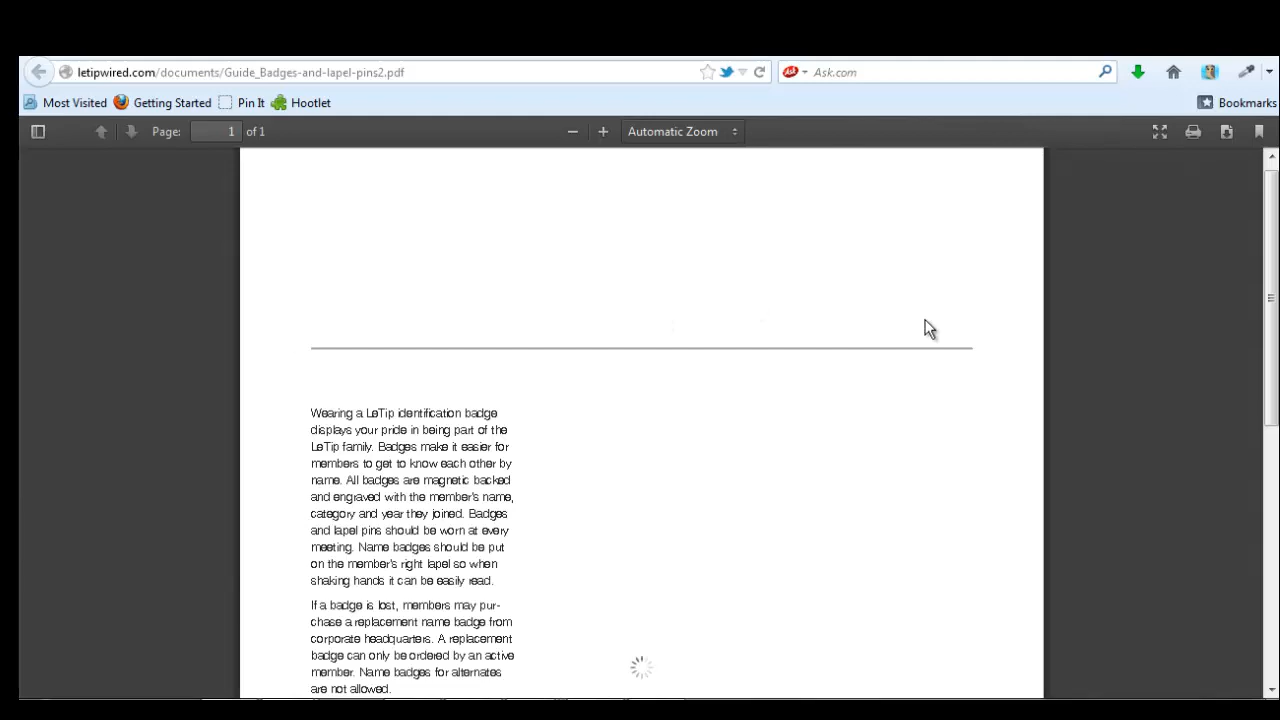 letipwired.com/documents/Guide_Badges-and-lapel-pins2.pdf
Ask.com
Most Visited Getting Started Pin It Hootlet Bookmarks
Page: 1 of 1 Automatic Zoom
Wearing a LeTip identification badge
displays your pride in being part of the
LeTip family. Badges make it easier for
members to get to know each other by
name. All badges are magnetic backed
and engraved with the member's name,
category and year they joined. Badges
and lapel pins should be worn at every
meeting. Name badges should be put
on the member's right lapel so when
shaking hands it can be easily read.
If a badge is lost, members may pur-
chase a replacement name badge from
corporate headquarters. A replacement
badge can only be ordered by an active
member. Name badges for alternates
are not allowed.